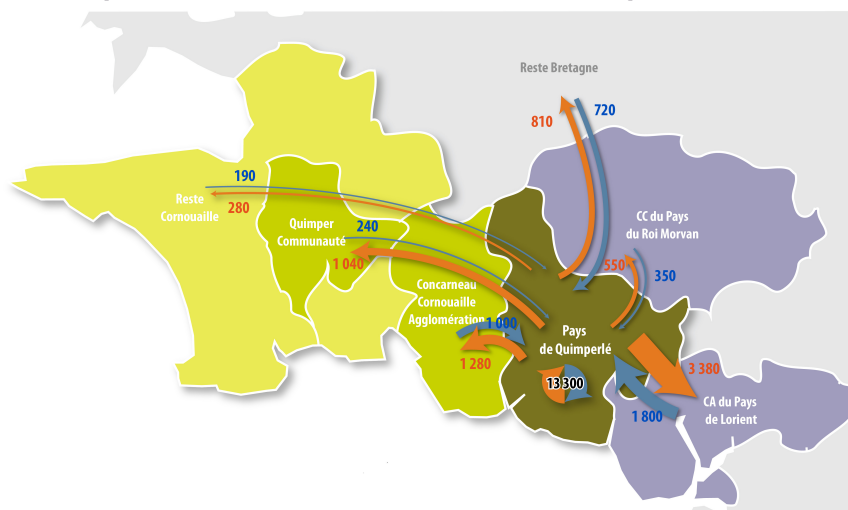 Reste Bretagne
810
720
190
280
Reste
Cornouaille
Quimper
Communauté
240
1 040
CC du Pays
du Roi Morvan
550
350
Concarneau
Cornouaille
Agglomération
1 000
1 280
Pays
de Quimperlé
13 300
3 380
CA du Pays
de Lorient
1 800